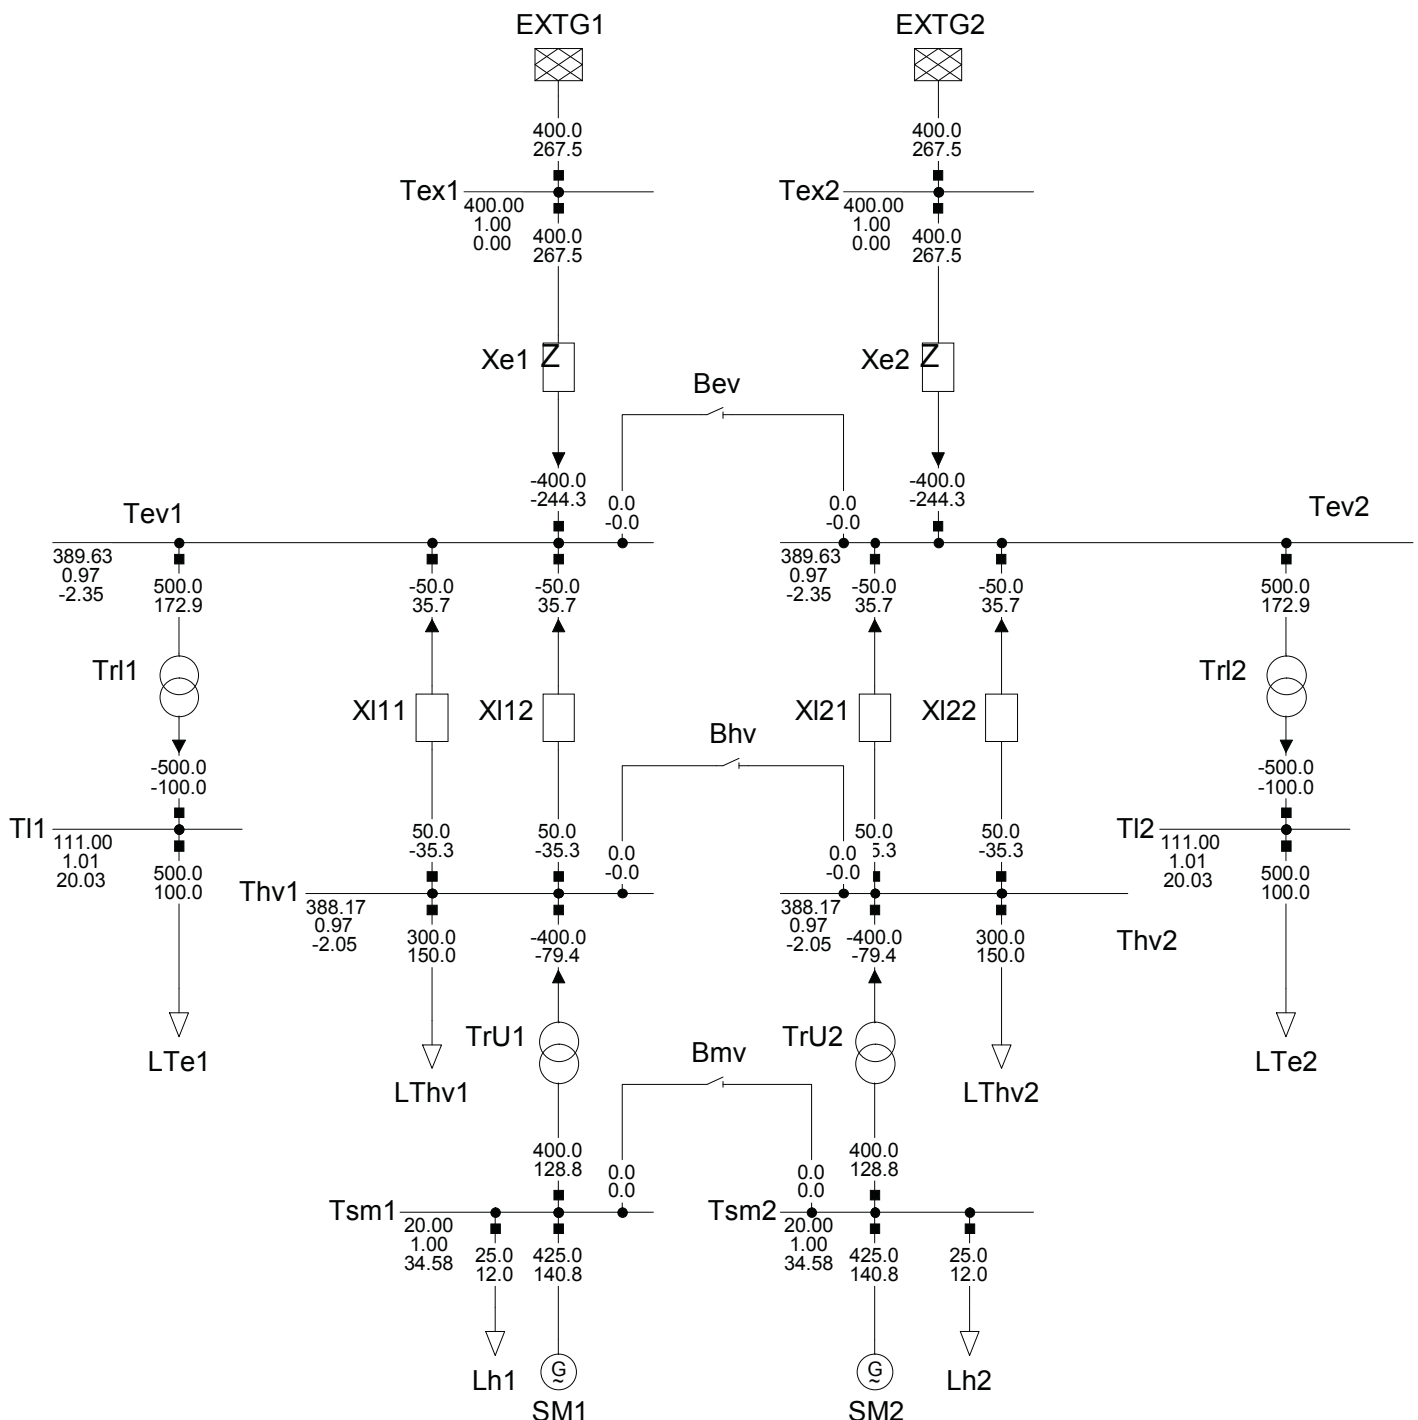 EXTG1
EXTG2
400.0
267.5
400.0
267.5
Tex1
400.00
1.00
0.00
400.0
267.5
Tex2
400.00
1.00
0.00
400.0
267.5
Xe1
Z
Xe2
Z
Bev
-400.0
-244.3
0.0
-0.0
0.0
-0.0
-400.0
-244.3
Tev1
Tev2
389.63
0.97
-2.35
500.0
172.9
-50.0
35.7
-50.0
35.7
389.63
0.97
-2.35
-50.0
35.7
-50.0
35.7
500.0
172.9
Trl1
Xl11
Xl12
Bhv
Xl21
Xl22
Trl2
-500.0
-100.0
-500.0
-100.0
Tl1
111.00
1.01
20.03
500.0
100.0
50.0
-35.3
50.0
-35.3
0.0
-0.0
0.0
-0.0
50.0
5.3
50.0
-35.3
Tl2
111.00
1.01
20.03
500.0
100.0
Thv1
388.17
0.97
-2.05
300.0
150.0
-400.0
-79.4
388.17
0.97
-2.05
-400.0
-79.4
300.0
150.0
Thv2
TrU1
TrU2
Bmv
LTe1
LThv1
LThv2
LTe2
400.0
128.8
0.0
0.0
0.0
0.0
400.0
128.8
Tsm1
20.00
1.00
34.58
25.0
12.0
425.0
140.8
Tsm2
20.00
1.00
34.58
425.0
140.8
25.0
12.0
Lh1
G
~
SM1
G
~
SM2
Lh2